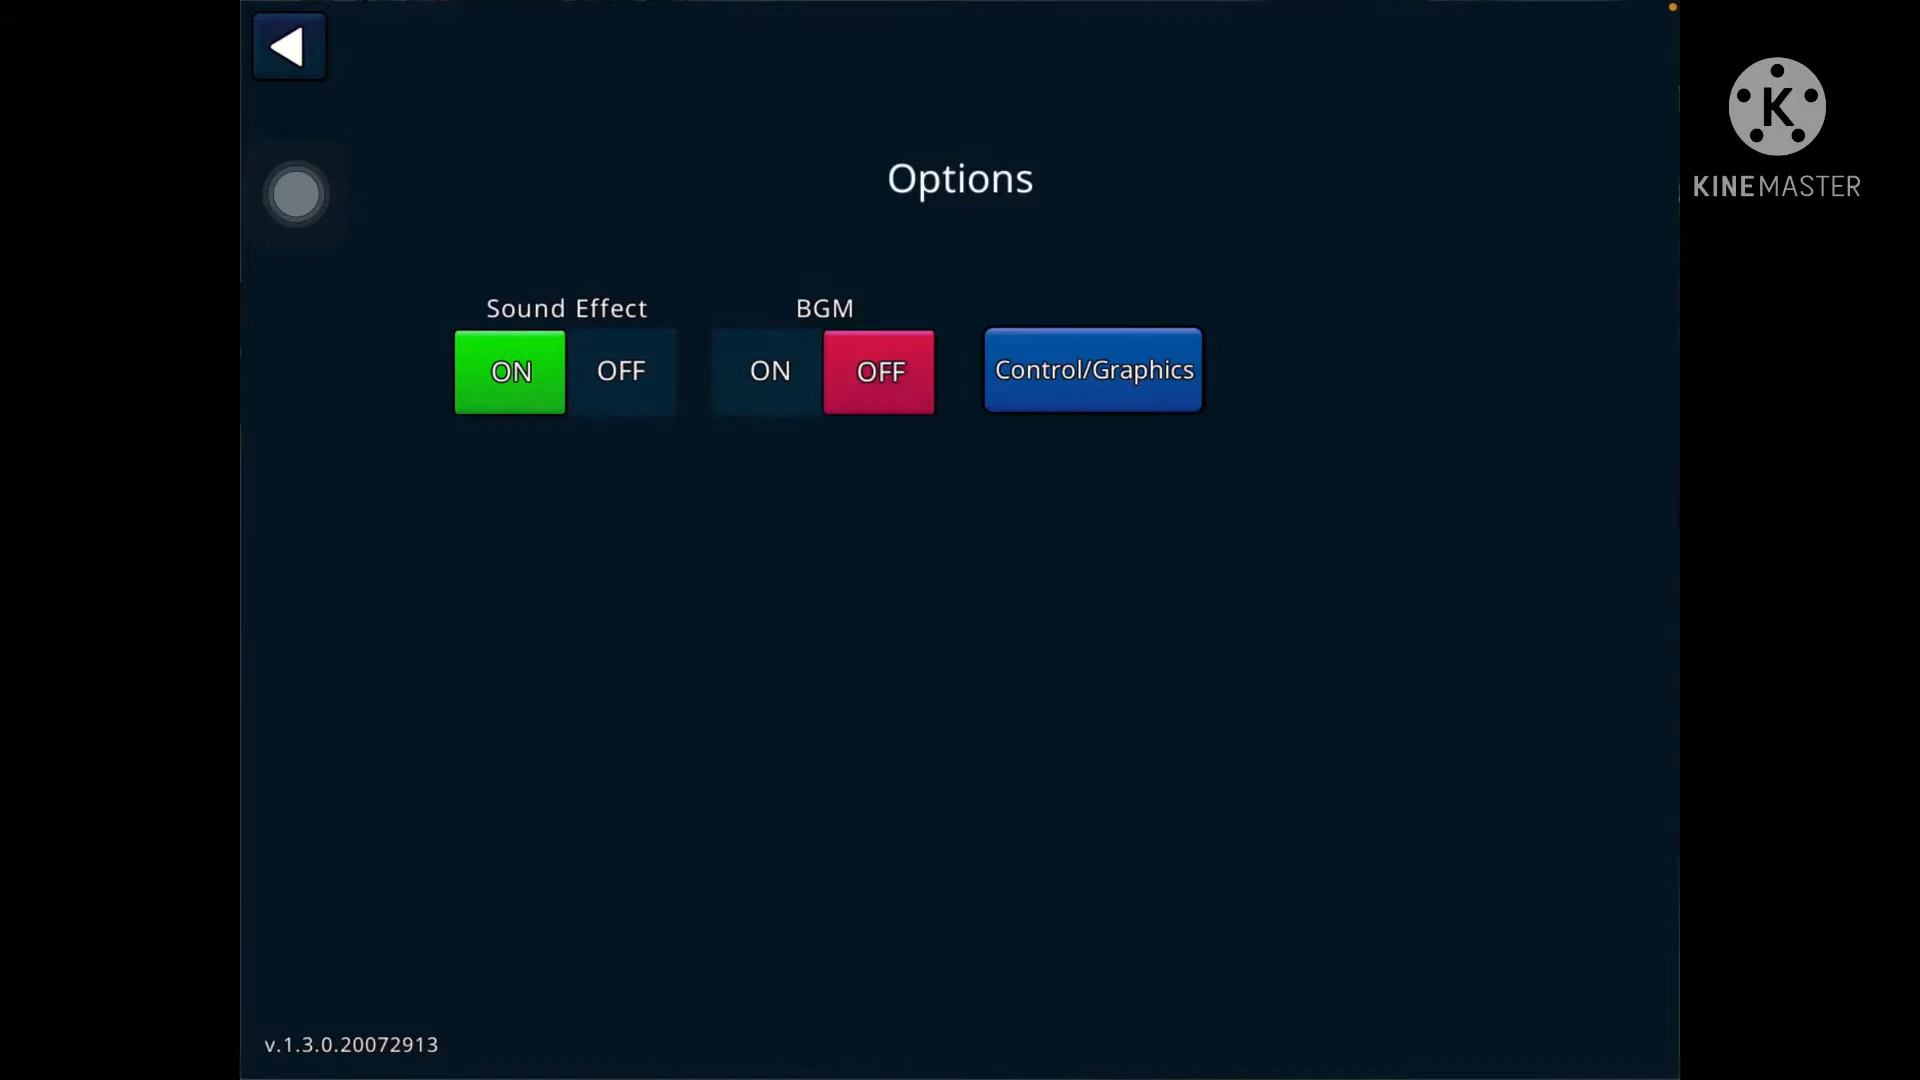 K
KINEMASTER
Options
Sound Effect
BGM
ON
OFF
ON
OFF
Control/Graphics
v.1.3.0.20072913